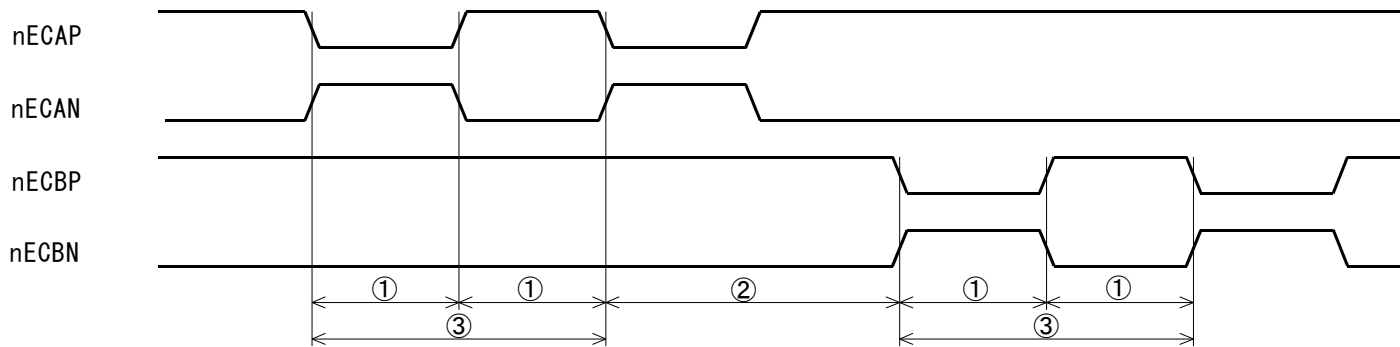 nECAP
nECAN
nECBP
nECBN
① ① ② ① ①
③ ③